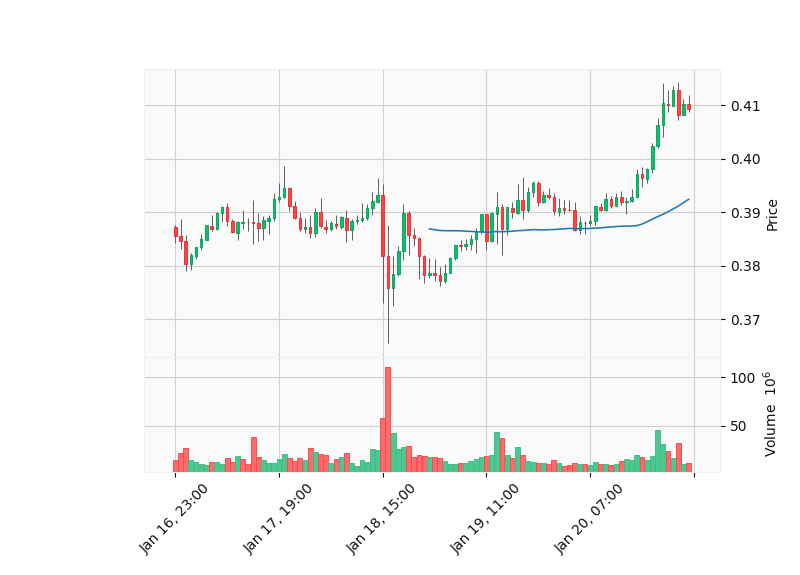 0.41
0.40
0.39
0.38
0.37
Price
100
50
Volume 10^6
Jan 16, 23:00
Jan 17, 19:00
Jan 18, 15:00
Jan 19, 11:00
Jan 20, 07:00